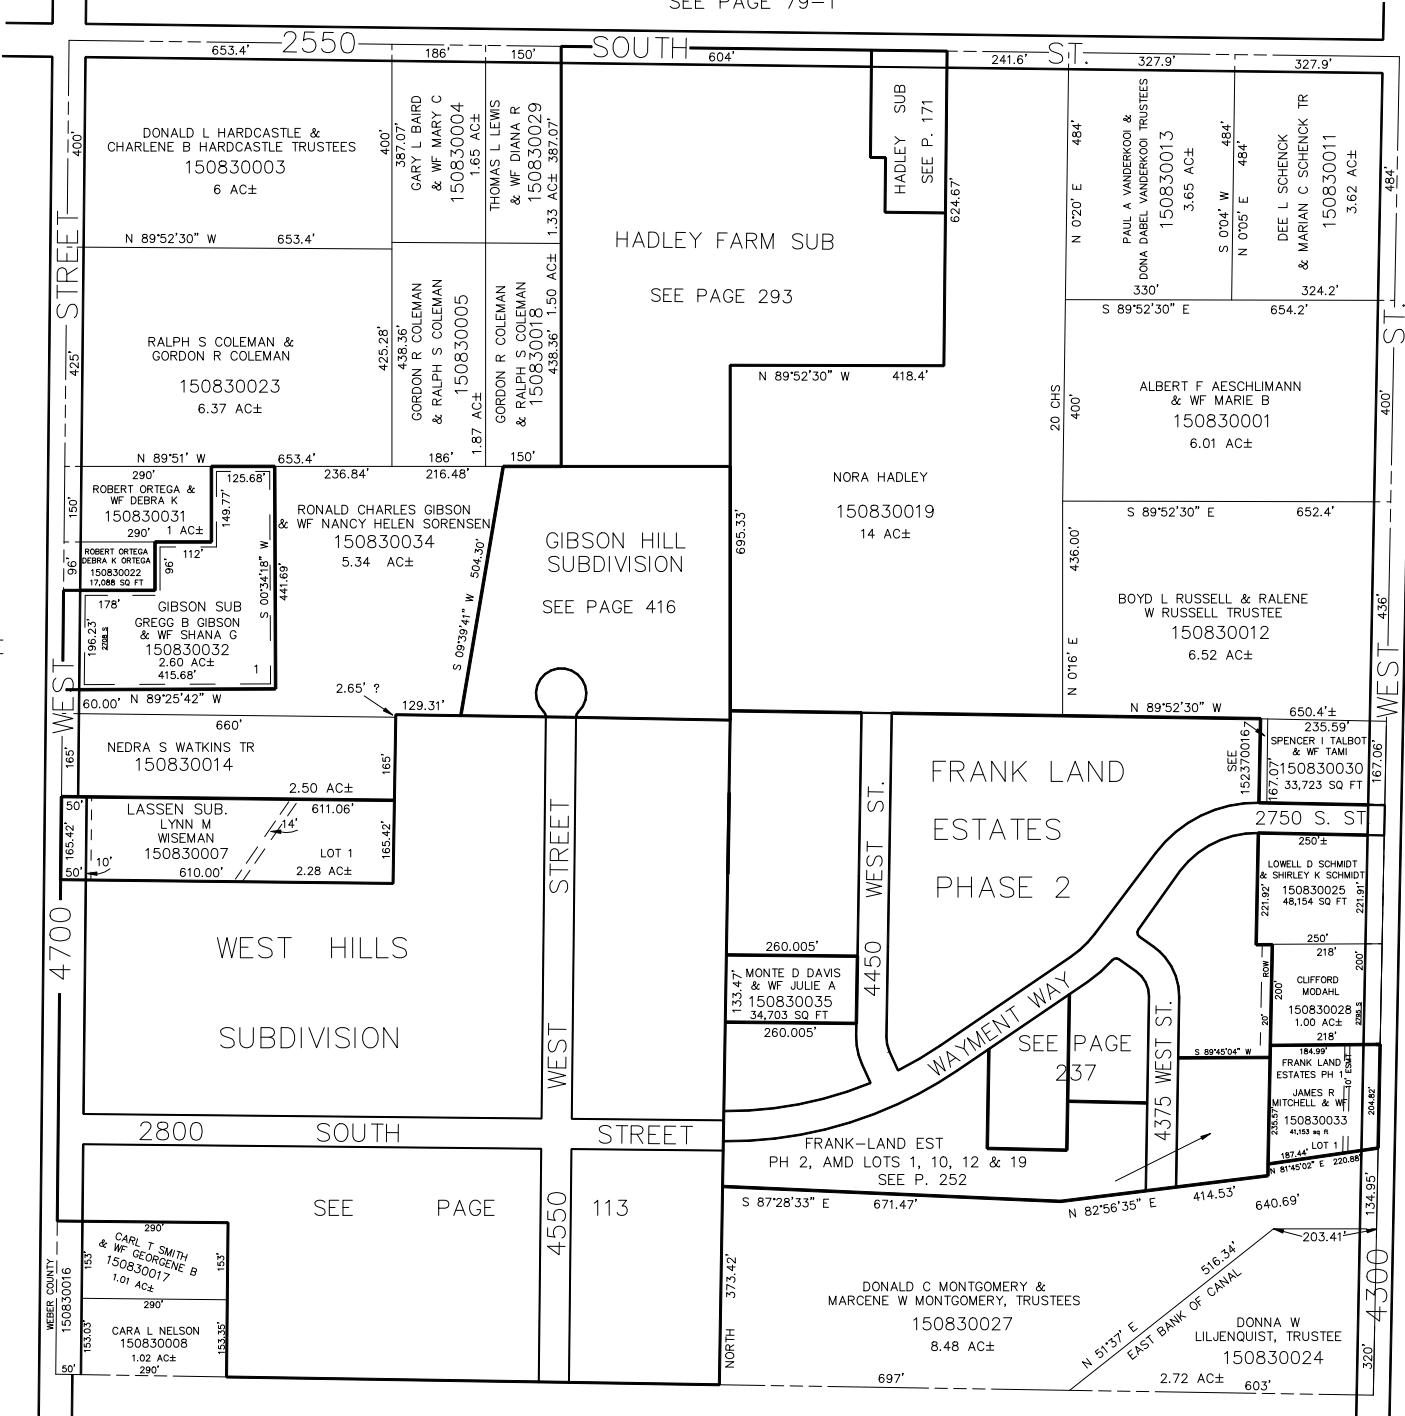 SEE PAGE 79-1
2550 SOUTH ST.
653.4'
186'
150'
604'
241.6'
327.9'
327.9'
400'
DONALD L HARDCASTLE &
CHARLENE B HARDCASTLE TRUSTEES
150830003
6 AC±
400'
387.07'
GARY L BAIRD
& WF MARY C
150830004
1.65 AC±
THOMAS L LEWIS
& WF DIANA R
150830029
1.33 AC±
387.07'
HADLEY SUB
SEE P. 171
624.67'
HADLEY FARM SUB
SEE PAGE 293
N 0°20' E
484'
PAUL A VANDERKOOI &
DONA DABEL VANDERKOOI TRUSTEES
150830013
3.65 AC±
S 0°04' W
484'
N 0°05' E
484'
DEE L SCHENCK
& MARIAN C SCHENCK TR
150830011
3.62 AC±
484'
330'
324.2'
S 89°52'30" E
654.2'
N 89°52'30" W
653.4'
STREET
425'
RALPH S COLEMAN &
GORDON R COLEMAN
150830023
6.37 AC±
425.28'
438.36'
GORDON R COLEMAN
& RALPH S COLEMAN
150830005
1.87 AC±
GORDON R COLEMAN
& RALPH S COLEMAN
150830018
1.50 AC±
438.36'
N 89°52'30" W
418.4'
20 CHS
400'
ALBERT F AESCHLIMANN
& WF MARIE B
150830001
6.01 AC±
400'
ST.
N 89°51' W
653.4'
186'
150'
290'
125.68'
236.84'
216.48'
150'
ROBERT ORTEGA &
WF DEBRA K
150830031
1 AC±
290'
149.77'
112'
96'
96'
ROBERT ORTEGA
DEBRA K ORTEGA
150830022
17,088 SQ FT
178'
GIBSON SUB
GREGG B GIBSON
& WF SHANA G
150830032
2.60 AC±
415.68'
1
196.23'
2708 S
S 00°34'18" W
441.69'
RONALD CHARLES GIBSON
& WF NANCY HELEN SORENSEN
150830034
5.34 AC±
S 09°39'41" W 504.30'
GIBSON HILL
SUBDIVISION
SEE PAGE 416
695.33'
NORA HADLEY
150830019
14 AC±
S 89°52'30" E
652.4'
436.00'
N 0°16' E
BOYD L RUSSELL & RALENE
W RUSSELL TRUSTEE
150830012
6.52 AC±
436'
WEST
WEST
60.00'
N 89°25'42" W
2.65' ?
129.31'
N 89°52'30" W
650.4'±
660'
165'
NEDRA S WATKINS TR
150830014
2.50 AC±
165'
50'
165.42'
50'
LASSEN SUB.
LYNN M
WISEMAN
150830007
611.06'
14'
10'
610.00'
LOT 1
2.28 AC±
165.42'
SEE
152370016?
235.59'
SPENCER I TALBOT
& WF TAMI
150830030
33,723 SQ FT
167.07'
167.06'
2750 S. ST.
FRANK LAND
ESTATES
PHASE 2
4450 WEST ST.
250'±
LOWELL D SCHMIDT
& SHIRLEY K SCHMIDT
150830025
48,154 SQ FT
221.92'
221.91'
250'
218'
CLIFFORD
MODAHL
150830028
1.00 AC±
218'
200'
200'
2795 S
20' ROW
4700
WEST HILLS
SUBDIVISION
4550 WEST STREET
260.005'
MONTE D DAVIS
& WF JULIE A
150830035
34,703 SQ FT
133.47'
260.005'
WAYMENT WAY
SEE PAGE
237
4375 WEST ST.
S 89°45'04" W
184.99'
FRANK LAND
ESTATES PH 1
JAMES R
MITCHELL & WF
150830033
41,153 sq ft
LOT 1
10' ESMT
235.57'
204.82'
187.44'
N 81°45'02" E 220.88'
2800 SOUTH STREET
FRANK-LAND EST
PH 2, AMD LOTS 1, 10, 12 & 19
SEE P. 252
SEE PAGE 113
S 87°28'33" E
671.47'
N 82°56'35" E
414.53'
640.69'
134.95'
203.41'
290'
153'
CARL T SMITH
& WF GEORGENE B
150830017
1.01 AC±
153'
290'
153.03'
CARA L NELSON
150830008
1.02 AC±
153.35'
290'
50'
WEBER COUNTY
150830016
NORTH 373.42'
DONALD C MONTGOMERY &
MARCENE W MONTGOMERY, TRUSTEES
150830027
8.48 AC±
697'
516.34'
N 51°37' E
EAST BANK OF CANAL
DONNA W
LILJENQUIST, TRUSTEE
150830024
2.72 AC±
603'
320'
4300